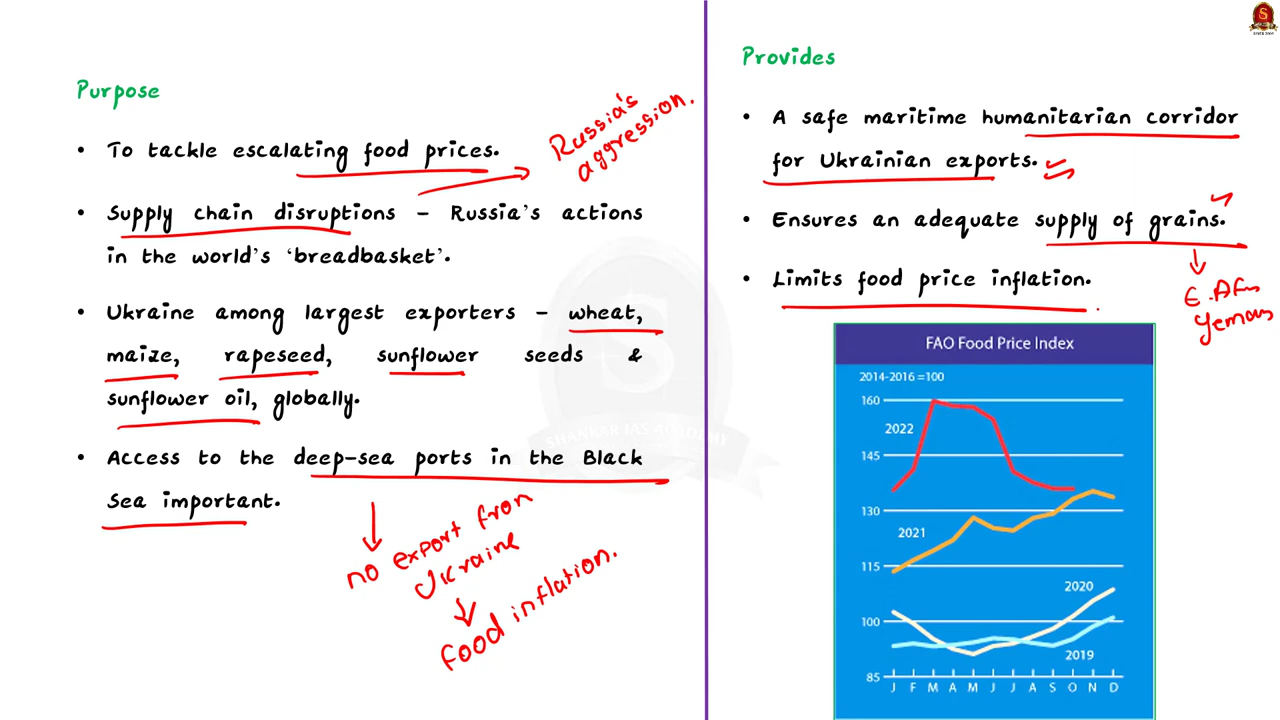 Purpose
• To tackle escalating food prices.
Russia's
aggression.
• Supply chain disruptions – Russia's actions
in the world's 'breadbasket'.
• Ukraine among largest exporters – wheat,
maize, rapeseed, sunflower seeds &
sunflower oil, globally.
• Access to the deep-sea ports in the Black
Sea important.
no export from
Ukraine
food inflation.
Provides
• A safe maritime humanitarian corridor
for Ukrainian exports.
• Ensures an adequate supply of grains.
• Limits food price inflation.
FAO Food Price Index
2014-2016 =100
160
2022
145
130
2021
115
2020
100
2019
85
J F M A M J J A S O N D
SHANKAR IAS ACADEMY
S